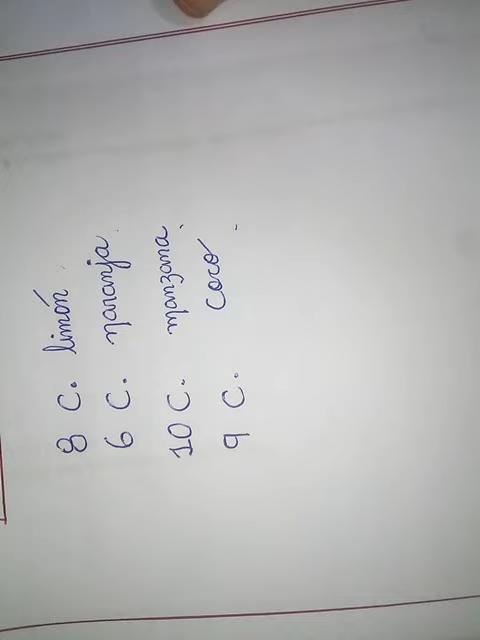 8 C. limón.
6 C. naranja.
10 C. manzana.
9 C. coco.